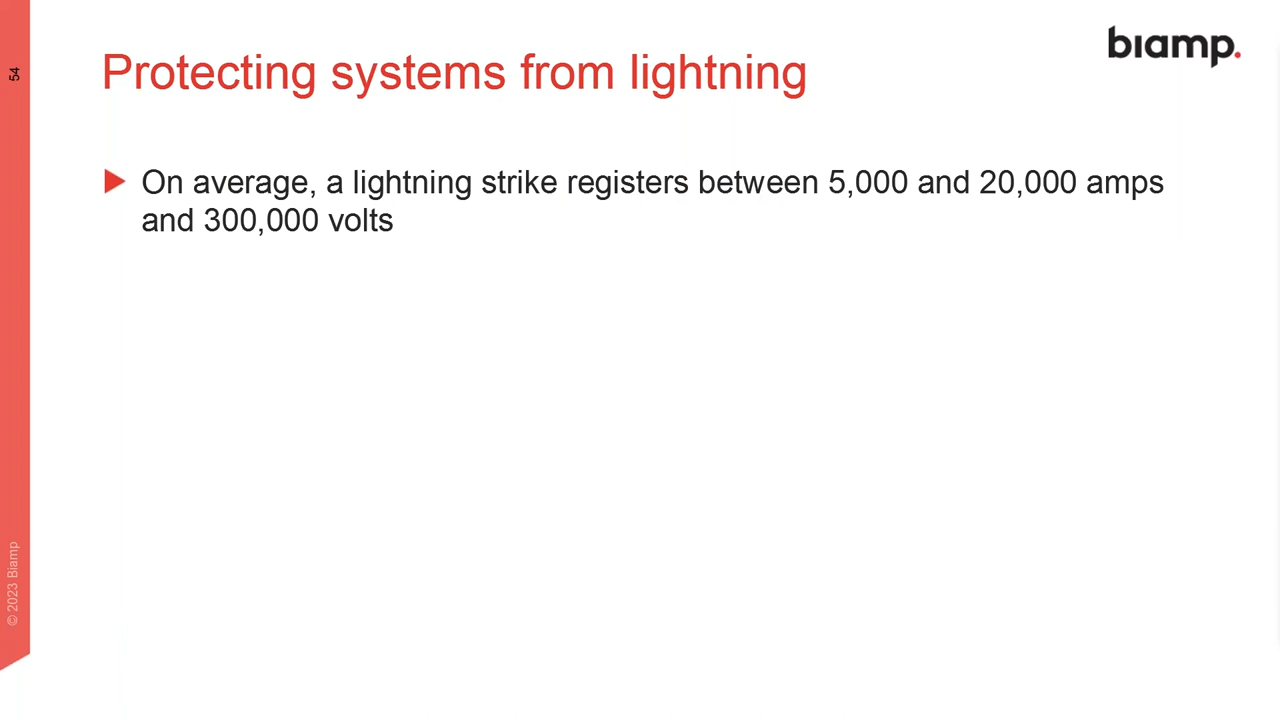 54
Protecting systems from lightning
biamp.
On average, a lightning strike registers between 5,000 and 20,000 amps
and 300,000 volts
© 2023 Biamp